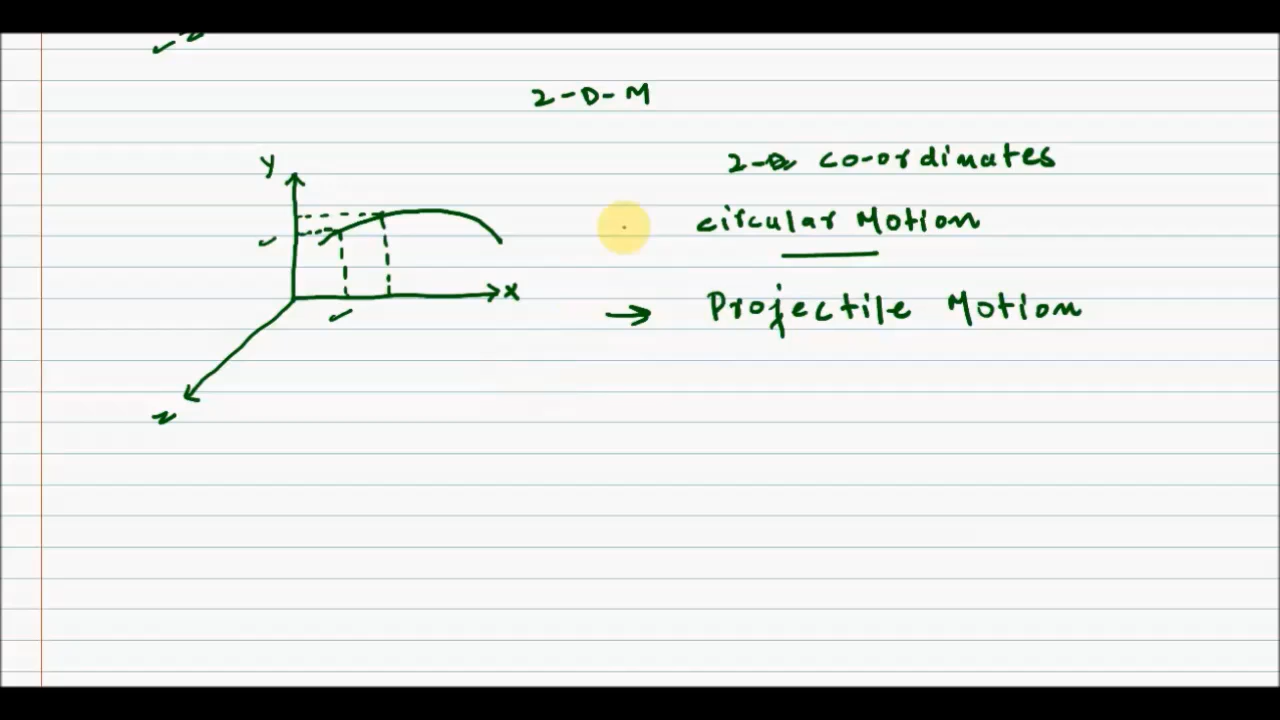 2-D-M
Y
2-D co-ordinates
circular Motion
X
→ Projectile Motion
z